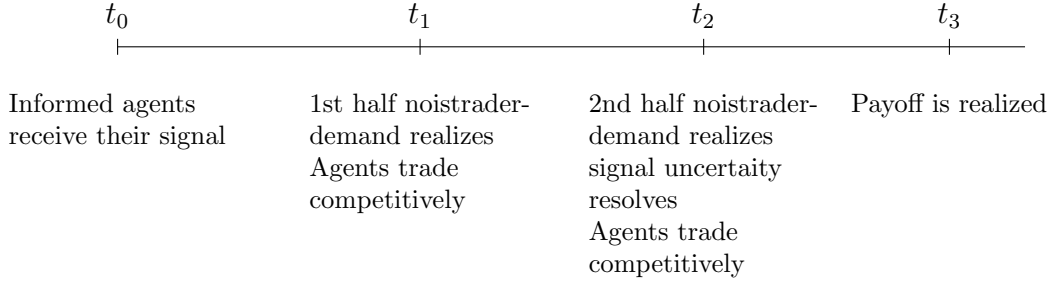 t0 t1 t2 t3
Informed agents
receive their signal
1st half noistrader-
demand realizes
Agents trade
competitively
2nd half noistrader-
demand realizes
signal uncertaity
resolves
Agents trade
competitively
Payoff is realized